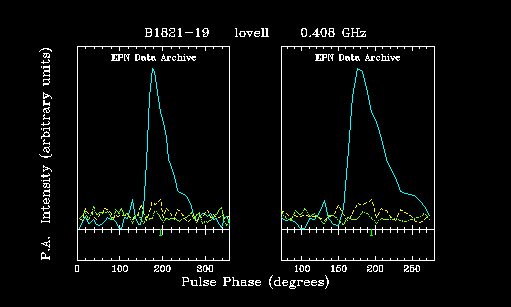 B1821-19 lovell 0.408 GHz
EPN Data Archive EPN Data Archive
P.A. Intensity (arbitrary units)
0 100 200 300 100 150 200 250
Pulse Phase (degrees)